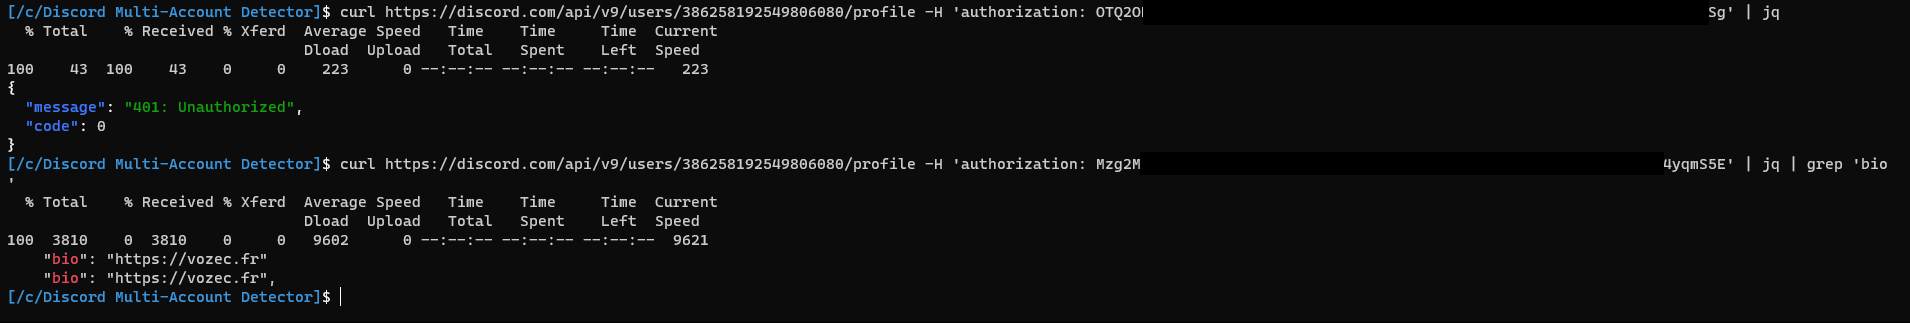 [/c/Discord Multi-Account Detector]$ curl https://discord.com/api/v9/users/386258192549806080/profile -H 'authorization: OTQ2O Sg' | jq
  % Total    % Received % Xferd  Average Speed   Time    Time     Time  Current
                                 Dload  Upload   Total   Spent    Left  Speed
100    43  100    43    0     0    223      0 --:--:-- --:--:-- --:--:--   223
{
  "message": "401: Unauthorized",
  "code": 0
}
[/c/Discord Multi-Account Detector]$ curl https://discord.com/api/v9/users/386258192549806080/profile -H 'authorization: Mzg2M 4yqmS5E' | jq | grep 'bio
'
  % Total    % Received % Xferd  Average Speed   Time    Time     Time  Current
                                 Dload  Upload   Total   Spent    Left  Speed
100  3810    0  3810    0     0   9602      0 --:--:-- --:--:-- --:--:--  9621
    "bio": "https://vozec.fr"
    "bio": "https://vozec.fr",
[/c/Discord Multi-Account Detector]$